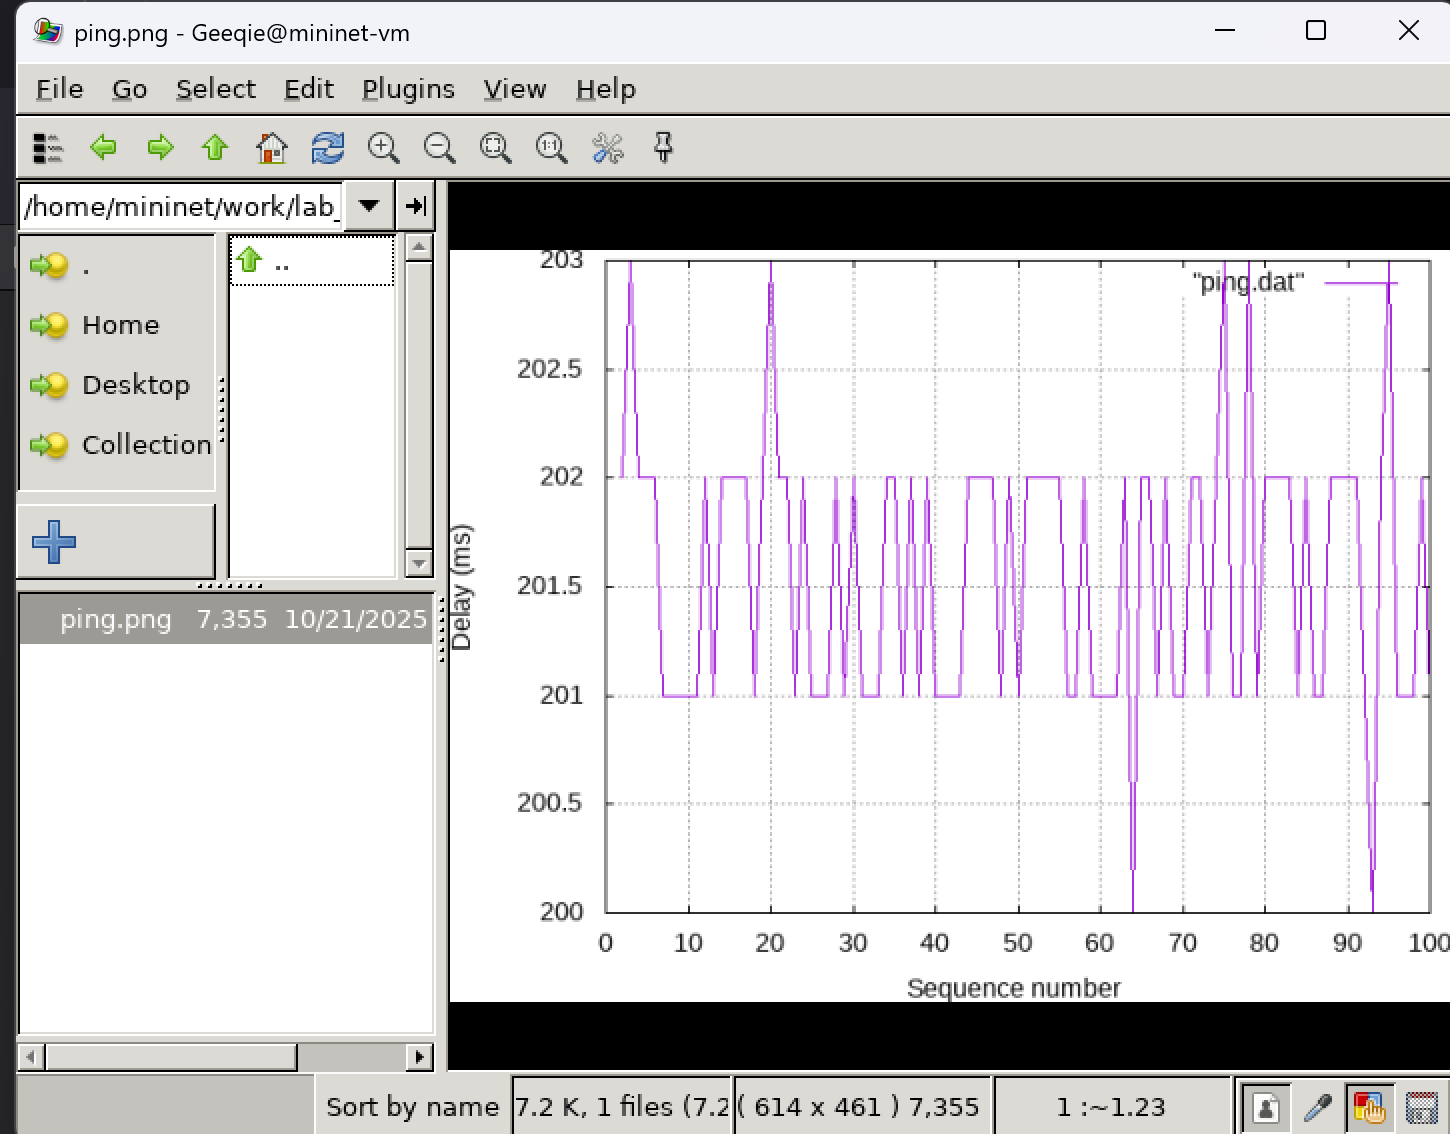 ping.png - Geeqie@mininet-vm
File Go Select Edit Plugins View Help
1:1
/home/mininet/work/lab_
.
Home
Desktop
Collection
..
ping.png 7,355 10/21/2025
"ping.dat"
203
202.5
202
201.5
201
200.5
200
Delay (ms)
0 10 20 30 40 50 60 70 80 90 100
Sequence number
Sort by name 7.2 K, 1 files (7.2 ( 614 x 461 ) 7,355 1 :~1.23